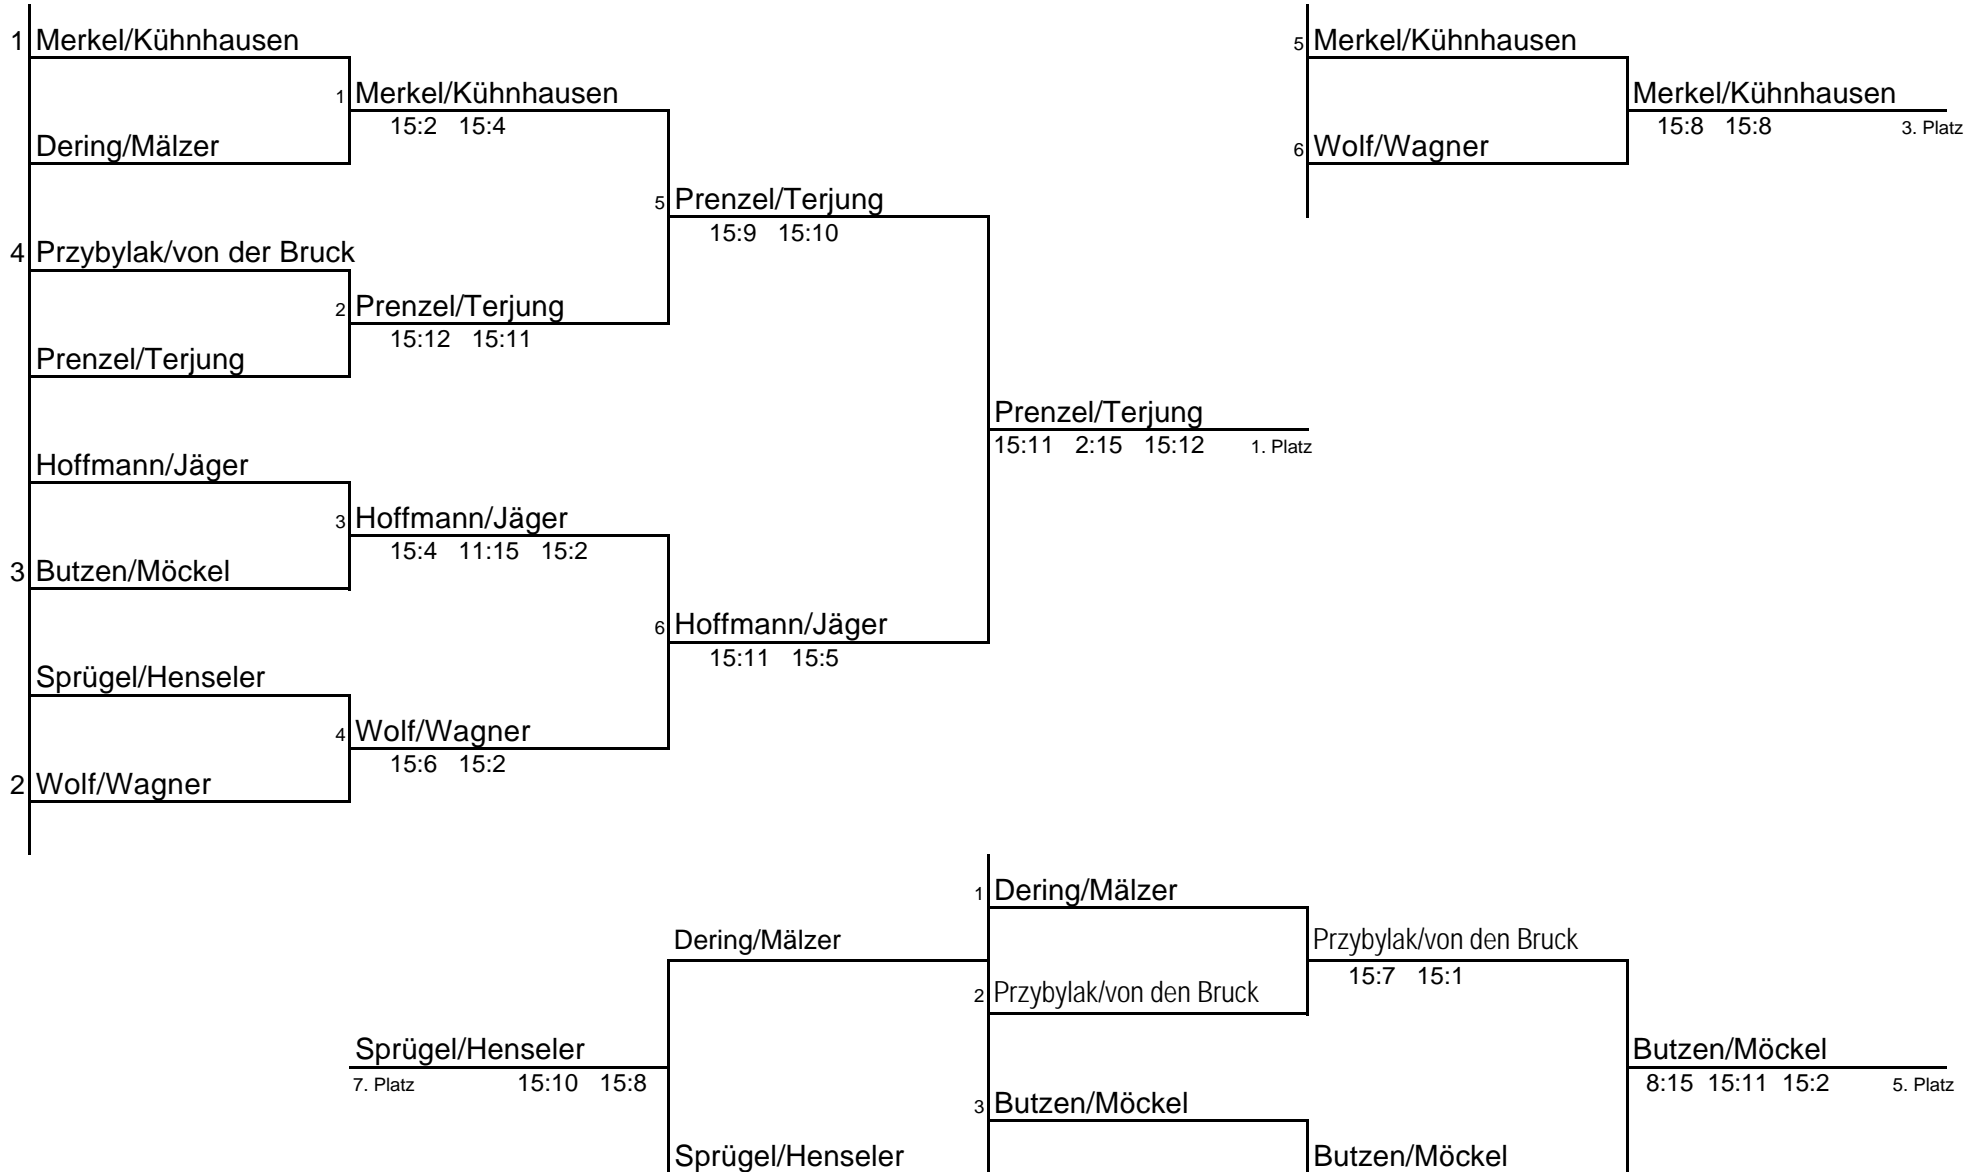 1 Merkel/Kühnhausen
5 Merkel/Kühnhausen
1 Merkel/Kühnhausen
Merkel/Kühnhausen
15:2 15:4
15:8 15:8 3. Platz
Dering/Mälzer
6 Wolf/Wagner
5 Prenzel/Terjung
15:9 15:10
4 Przybylak/von der Bruck
2 Prenzel/Terjung
15:12 15:11
Prenzel/Terjung
Prenzel/Terjung
15:11 2:15 15:12 1. Platz
Hoffmann/Jäger
3 Hoffmann/Jäger
15:4 11:15 15:2
3 Butzen/Möckel
6 Hoffmann/Jäger
15:11 15:5
Sprügel/Henseler
4 Wolf/Wagner
15:6 15:2
2 Wolf/Wagner
1 Dering/Mälzer
Dering/Mälzer
Przybylak/von den Bruck
15:7 15:1
2 Przybylak/von den Bruck
Sprügel/Henseler
Butzen/Möckel
7. Platz 15:10 15:8
8:15 15:11 15:2 5. Platz
3 Butzen/Möckel
Sprügel/Henseler
Butzen/Möckel